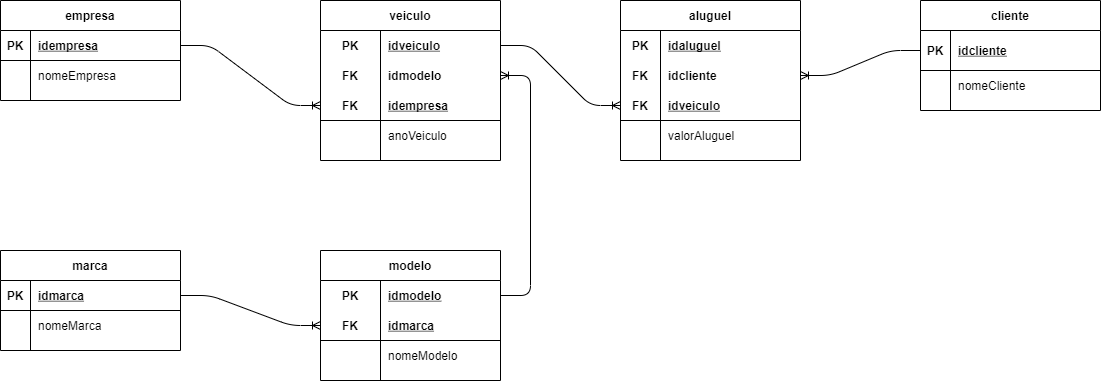 empresa
PK idempresa
nomeEmpresa
veiculo
PK idveiculo
FK idmodelo
FK idempresa
anoVeiculo
aluguel
PK idaluguel
FK idcliente
FK idveiculo
valorAluguel
cliente
PK idcliente
nomeCliente
marca
PK idmarca
nomeMarca
modelo
PK idmodelo
FK idmarca
nomeModelo